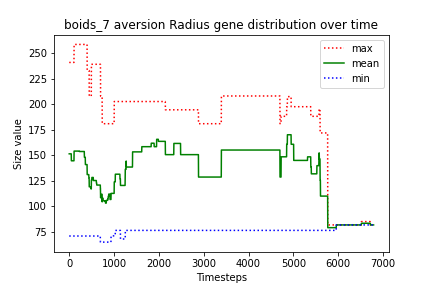 boids_7 aversion Radius gene distribution over time
max
mean
min
Size value
250
225
200
175
150
125
100
75
0 1000 2000 3000 4000 5000 6000 7000
Timesteps